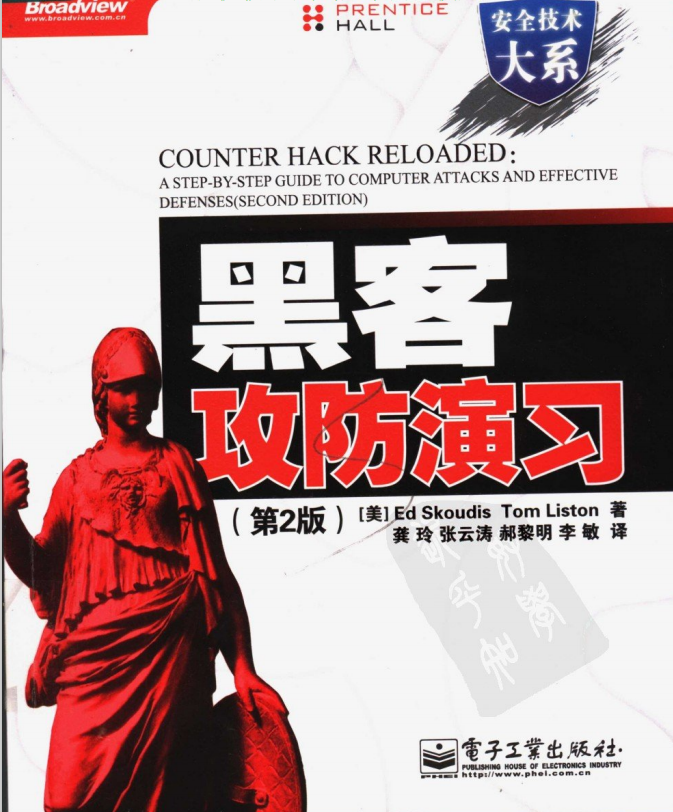 Broadview
www.broadview.com.cn
PRENTICE
HALL
安全技术
大系
COUNTER HACK RELOADED:
A STEP-BY-STEP GUIDE TO COMPUTER ATTACKS AND EFFECTIVE
DEFENSES(SECOND EDITION)
黑客
攻防演习
(第2版)
[美] Ed Skoudis Tom Liston 著
龚 玲 张云涛 郝黎明 李 敏 译
電子工業出版社.
PUBLISHING HOUSE OF ELECTRONICS INDUSTRY
http://www.phei.com.cn